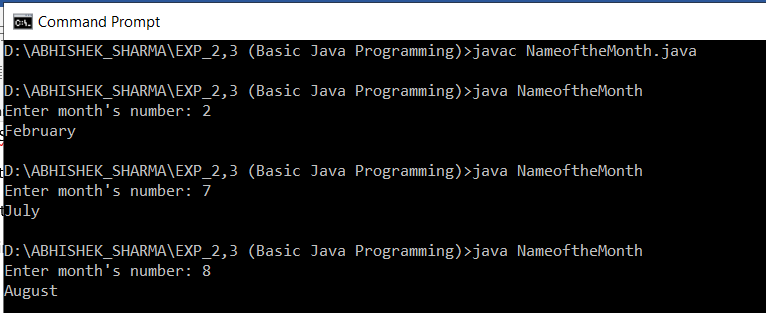 Command Prompt
D:\ABHISHEK_SHARMA\EXP_2,3 (Basic Java Programming)>javac NameoftheMonth.java
D:\ABHISHEK_SHARMA\EXP_2,3 (Basic Java Programming)>java NameoftheMonth
Enter month's number: 2
February
D:\ABHISHEK_SHARMA\EXP_2,3 (Basic Java Programming)>java NameoftheMonth
Enter month's number: 7
July
D:\ABHISHEK_SHARMA\EXP_2,3 (Basic Java Programming)>java NameoftheMonth
Enter month's number: 8
August